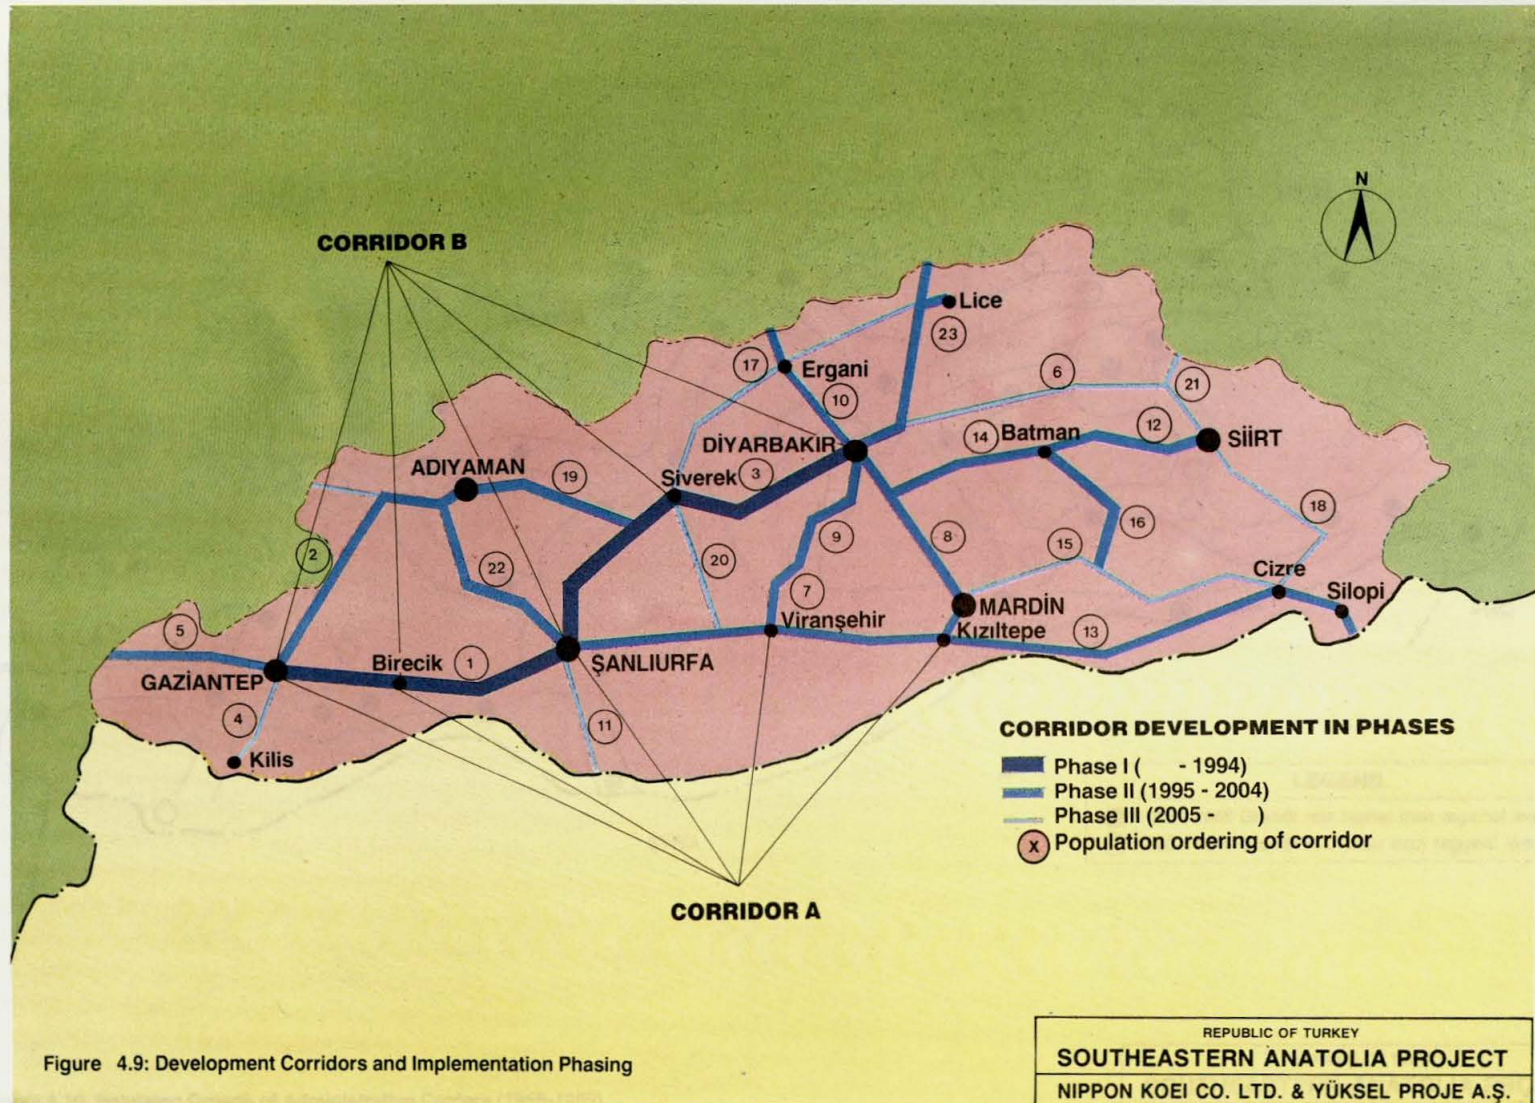 N
CORRIDOR B
Lice
23
17
Ergani
6
21
10
DİYARBAKIR
14
Batman
12
SİİRT
ADIYAMAN
19
Siverek
3
2
22
20
9
8
16
15
18
7
Cizre
Silopi
MARDİN
Viranşehir
Kızıltepe
13
5
Birecik
1
ŞANLIURFA
GAZİANTEP
4
11
Kilis
CORRIDOR DEVELOPMENT IN PHASES
Phase I ( - 1994)
Phase II (1995 - 2004)
Phase III (2005 - )
X Population ordering of corridor
CORRIDOR A
Figure 4.9: Development Corridors and Implementation Phasing
REPUBLIC OF TURKEY
SOUTHEASTERN ANATOLIA PROJECT
NIPPON KOEI CO. LTD. & YÜKSEL PROJE A.Ş.